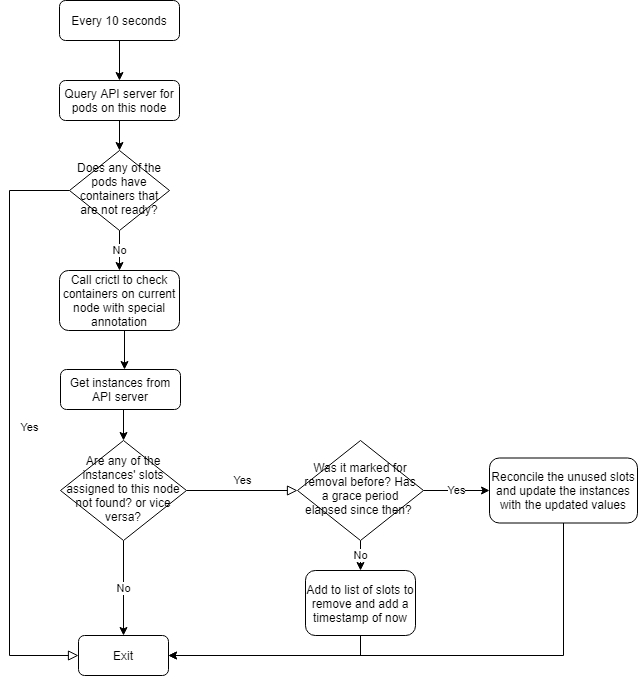 Every 10 seconds
Query API server for
pods on this node
Does any of the
pods have
containers that
are not ready?
No
Call crictl to check
containers on current
node with special
annotation
Get instances from
API server
Yes
Are any of the
instances' slots
assigned to this node
not found? or vice
versa?
Yes
Was it marked for
removal before? Has
a grace period
elapsed since then?
Yes
Reconcile the unused slots
and update the instances
with the updated values
No
Add to list of slots to
remove and add a
timestamp of now
No
Exit